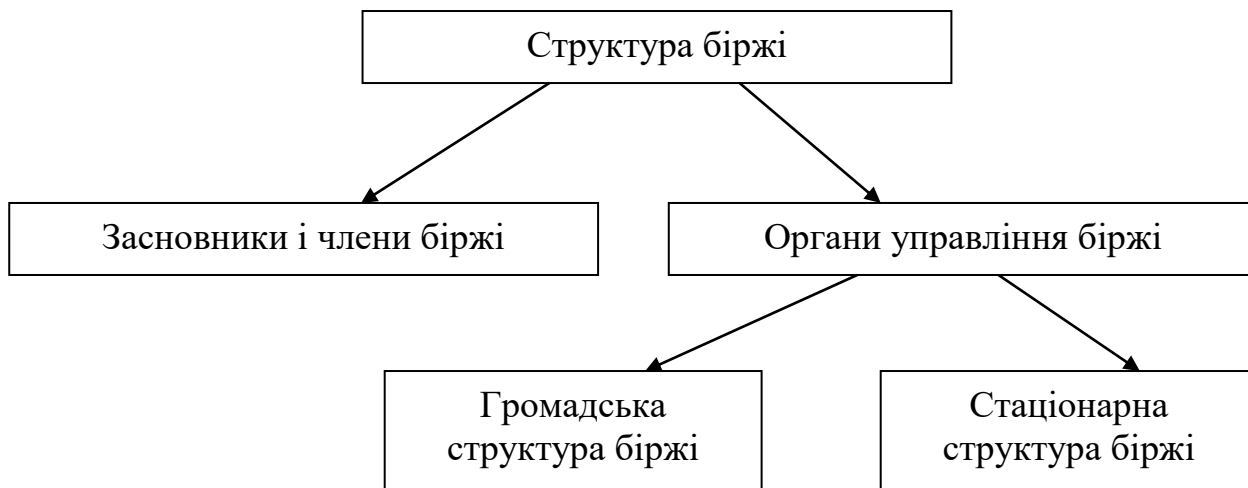 Структура біржі
Засновники і члени біржі
Органи управління біржі
Громадська
структура біржі
Стаціонарна
структура біржі